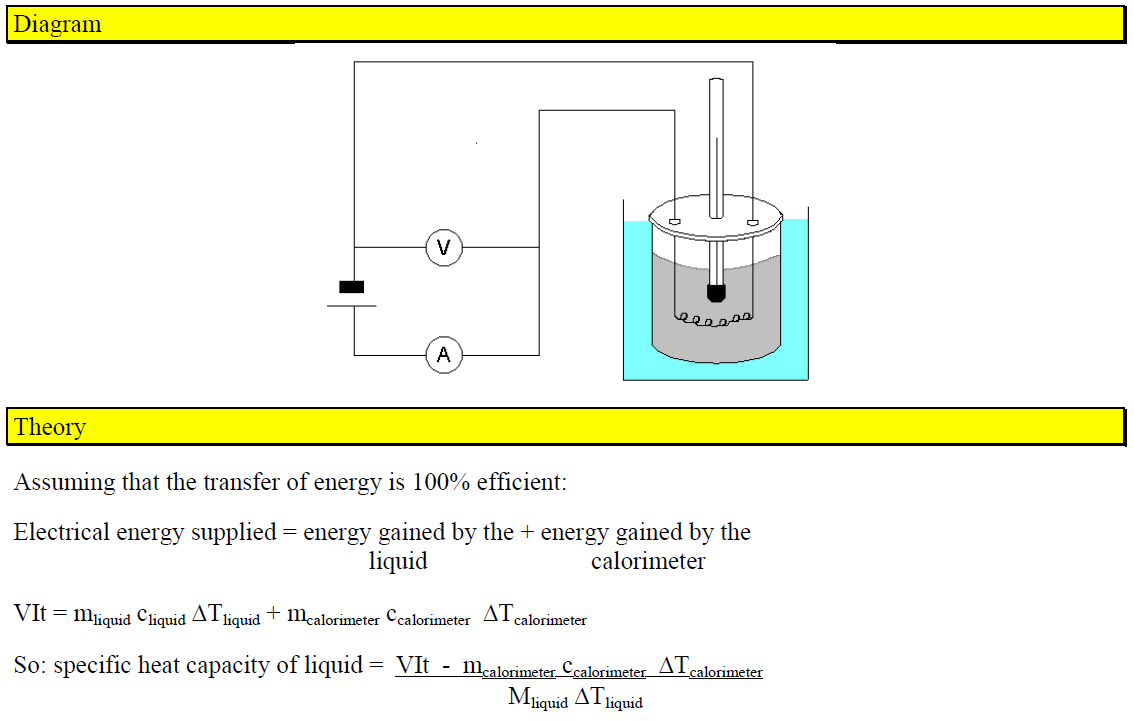 Diagram
V
A
Theory
Assuming that the transfer of energy is 100% efficient:
Electrical energy supplied = energy gained by the + energy gained by the
liquid calorimeter
VIt = mliquid cliquid ΔTliquid + mcalorimeter ccalorimeter ΔTcalorimeter
So: specific heat capacity of liquid = VIt - mcalorimeter ccalorimeter ΔTcalorimeter
Mliquid ΔTliquid